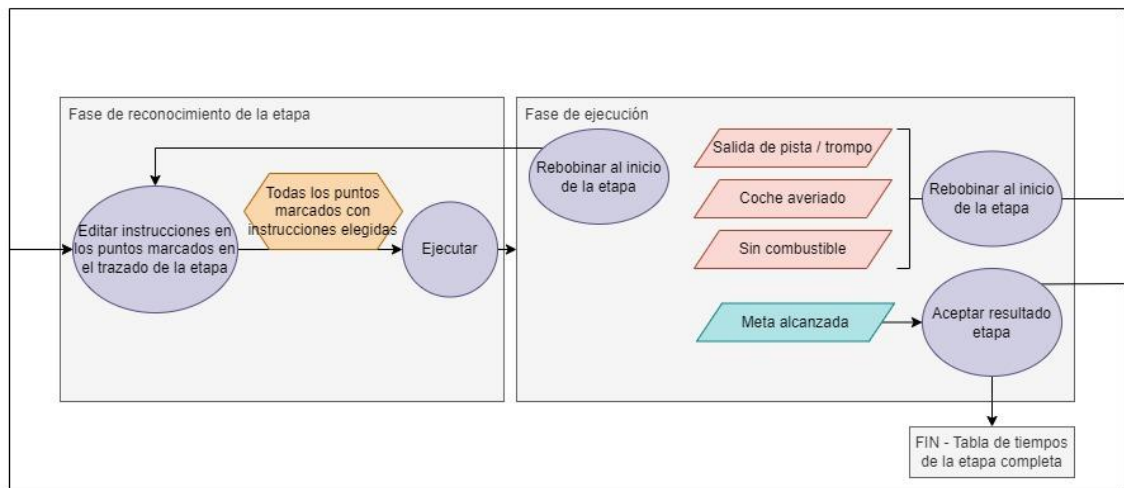 Fase de reconocimiento de la etapa
Editar instrucciones en
los puntos marcados en
el trazado de la etapa
Todas los puntos
marcados con
instrucciones elegidas
Ejecutar
Fase de ejecución
Rebobinar al inicio
de la etapa
Salida de pista / trompo
Coche averiado
Sin combustible
Rebobinar al inicio
de la etapa
Meta alcanzada
Aceptar resultado
etapa
FIN - Tabla de tiempos
de la etapa completa